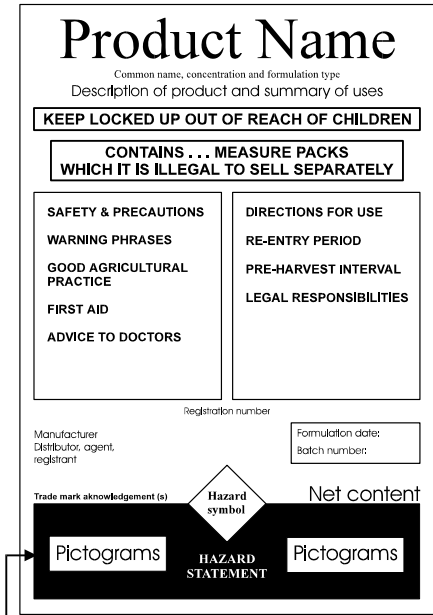 Product Name
Common name, concentration and formulation type
Description of product and summary of uses
KEEP LOCKED UP OUT OF REACH OF CHILDREN
CONTAINS . . . MEASURE PACKS
WHICH IT IS ILLEGAL TO SELL SEPARATELY
SAFETY & PRECAUTIONS
WARNING PHRASES
GOOD AGRICULTURAL
PRACTICE
FIRST AID
ADVICE TO DOCTORS
DIRECTIONS FOR USE
RE-ENTRY PERIOD
PRE-HARVEST INTERVAL
LEGAL RESPONSIBILITIES
Registration number
Manufacturer
Distributor, agent,
registrant
Formulation date:
Batch number:
Trade mark aknowledgement (s)
Hazard
symbol
Net content
Pictograms
HAZARD
STATEMENT
Pictograms